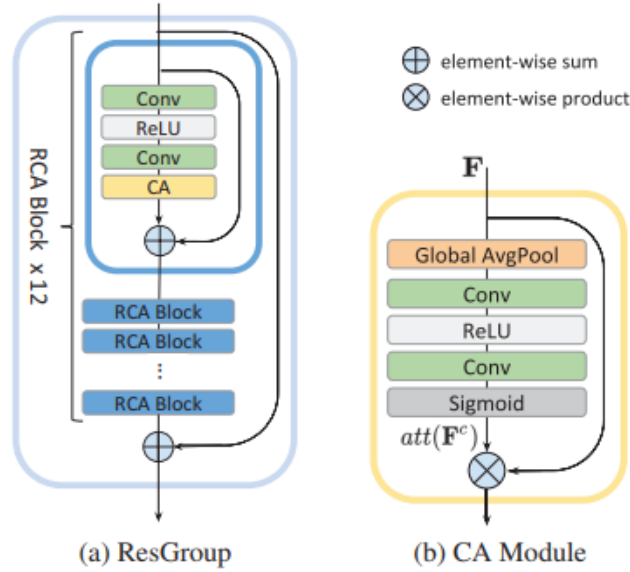 Conv
ReLU
Conv
CA
RCA Block x 12
RCA Block
RCA Block
⋮
RCA Block
(a) ResGroup
element-wise sum
element-wise product
F
Global AvgPool
Conv
ReLU
Conv
Sigmoid
att(F^c)
(b) CA Module